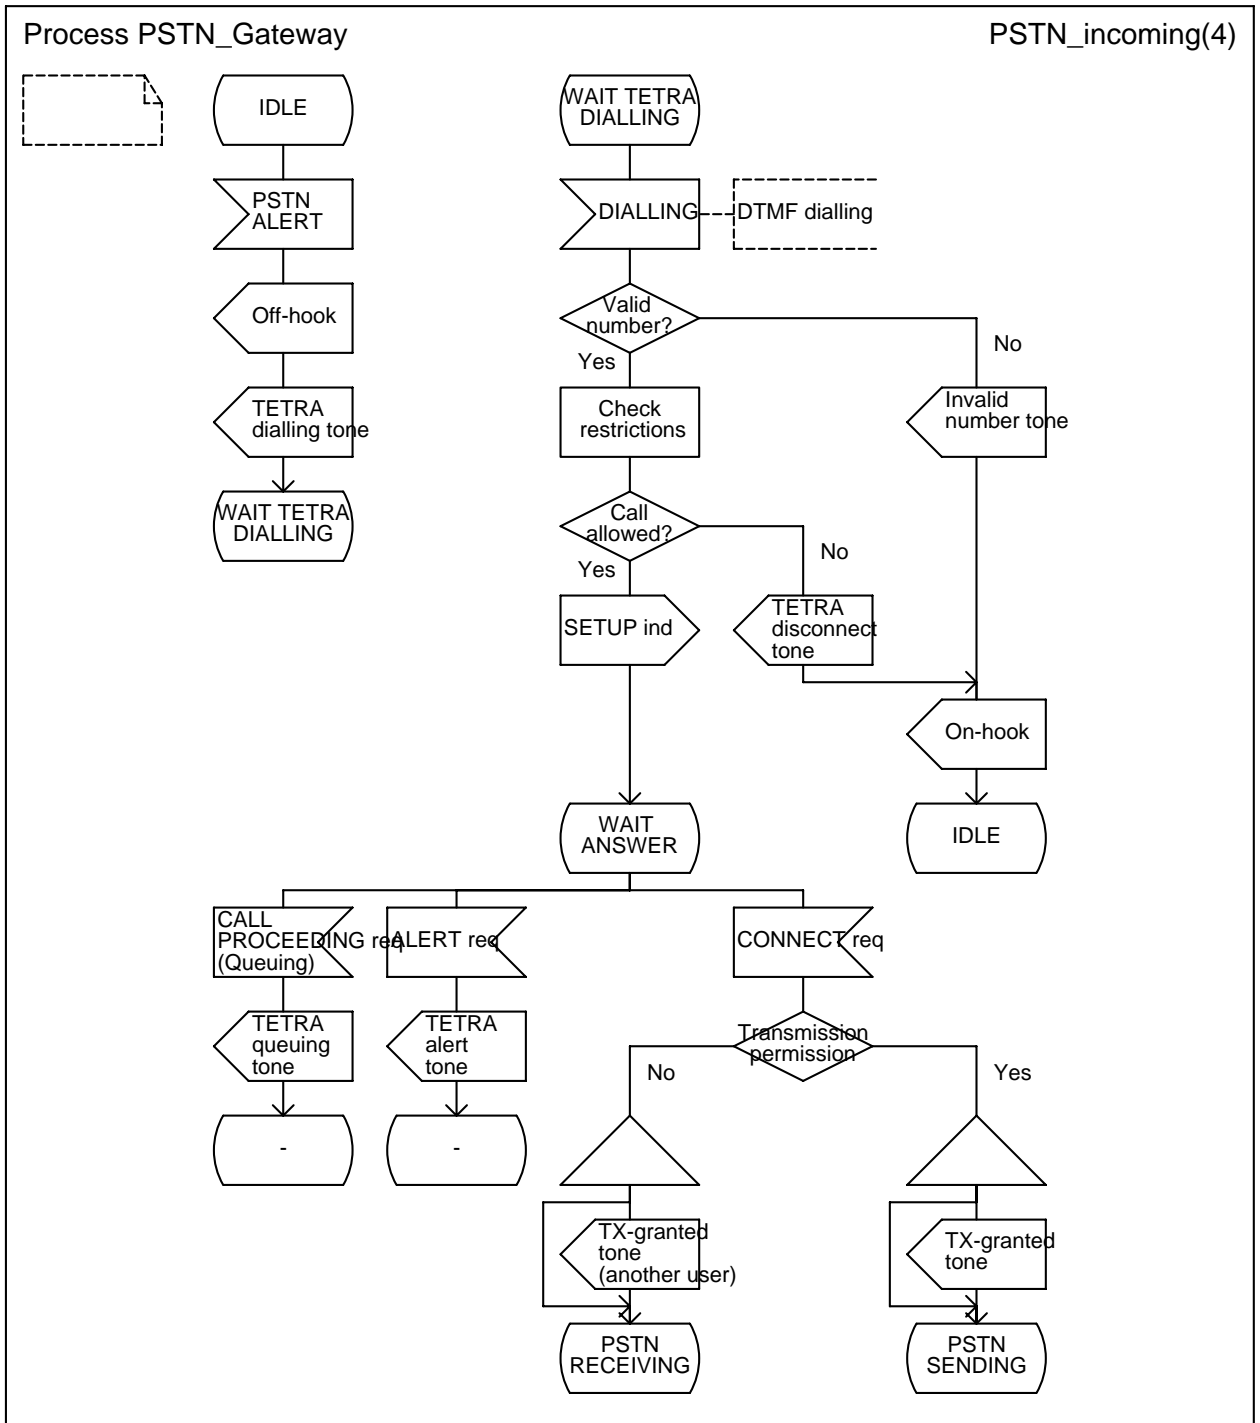 Process PSTN_Gateway
PSTN_incoming(4)
IDLE
PSTN
ALERT
Off-hook
TETRA
dialling tone
WAIT TETRA
DIALLING
WAIT TETRA
DIALLING
DIALLING
DTMF dialling
Valid
number?
No
Yes
Invalid
number tone
Check
restrictions
Call
allowed?
No
Yes
SETUP ind
TETRA
disconnect
tone
On-hook
IDLE
WAIT
ANSWER
CALL
PROCEEDING req
(Queuing)
ALERT req
CONNECT req
TETRA
queuing
tone
TETRA
alert
tone
-
-
Transmission
permission
No
Yes
TX-granted
tone
(another user)
TX-granted
tone
PSTN
RECEIVING
PSTN
SENDING